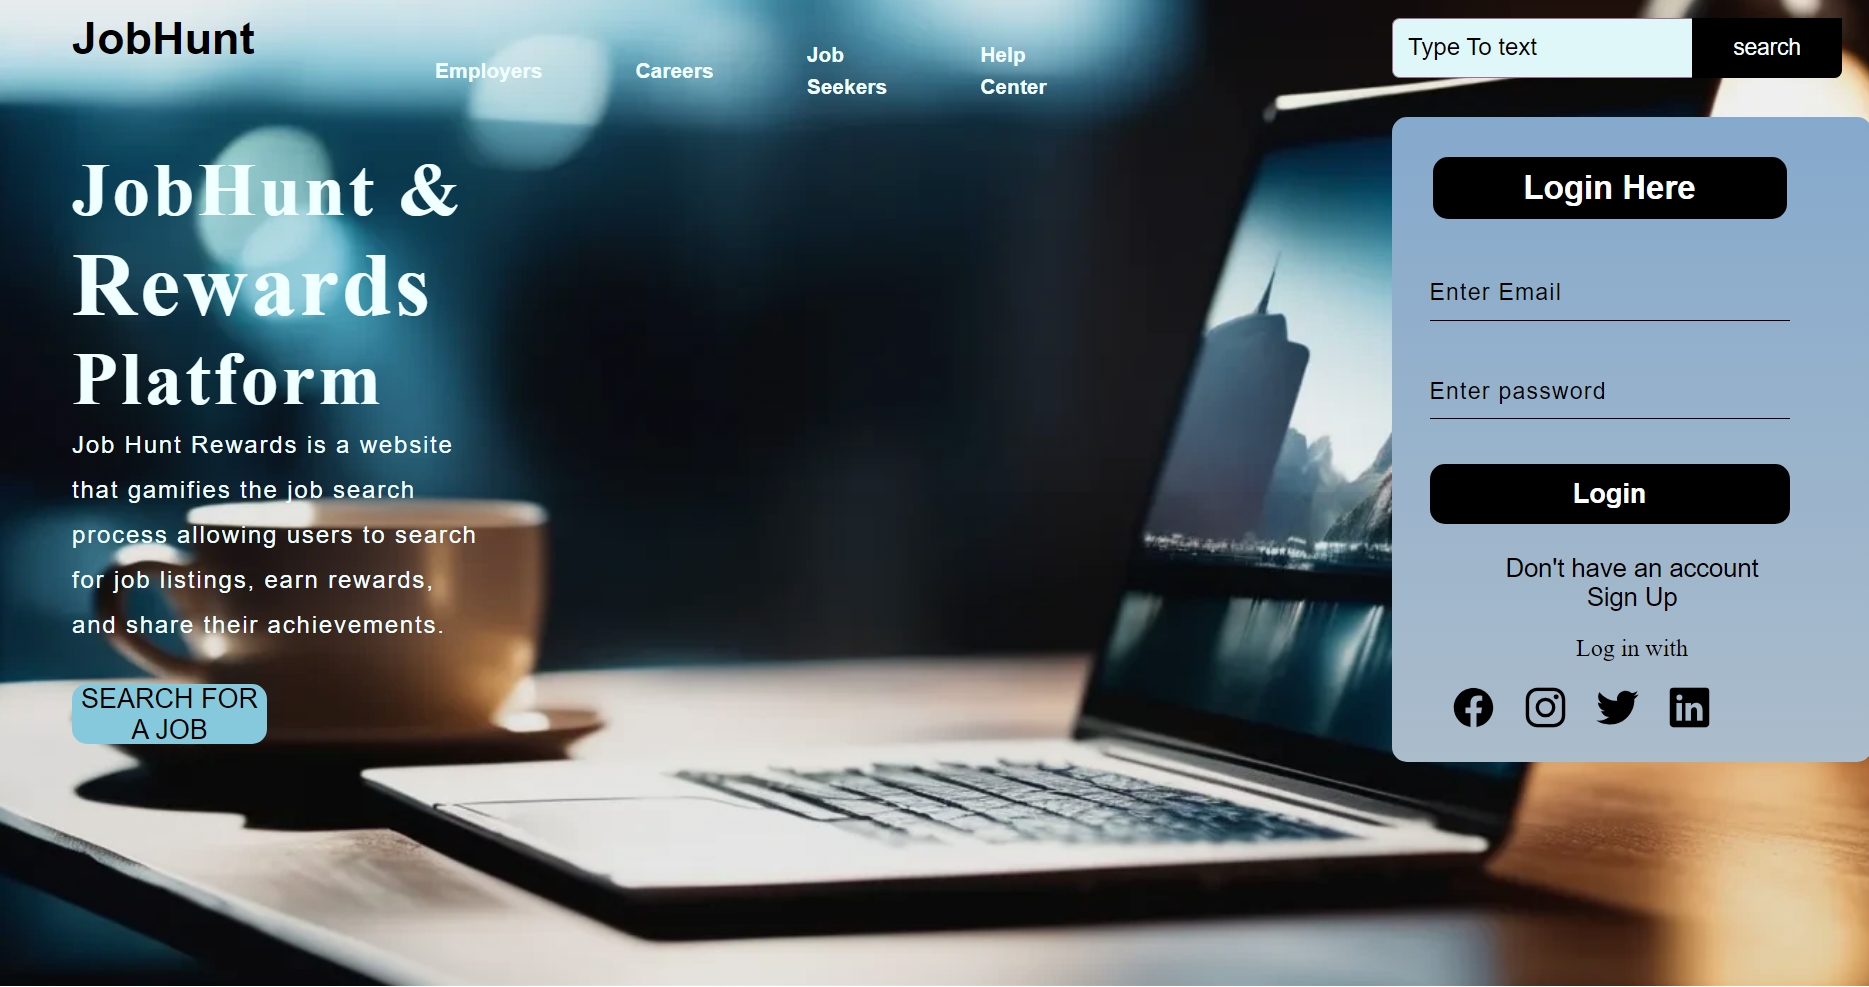 JobHunt
Employers
Careers
Job
Seekers
Help
Center
Type To text
search
JobHunt &
Rewards
Platform
Job Hunt Rewards is a website
that gamifies the job search
process allowing users to search
for job listings, earn rewards,
and share their achievements.
SEARCH FOR
A JOB
Login Here
Enter Email
Enter password
Login
Don't have an account
Sign Up
Log in with